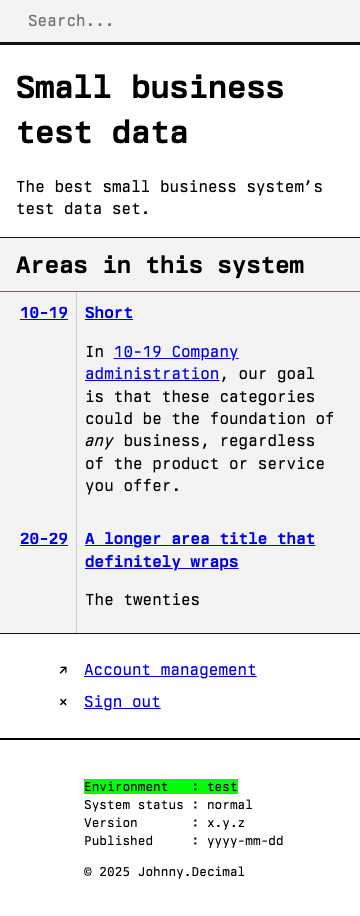 Search...
Small business
test data
The best small business system’s
test data set.
Areas in this system
10-19 Short
In 10-19 Company
administration, our goal
is that these categories
could be the foundation of
any business, regardless
of the product or service
you offer.
20-29 A longer area title that
definitely wraps
The twenties
↗ Account management
× Sign out
Environment : test
System status : normal
Version : x.y.z
Published : yyyy-mm-dd
© 2025 Johnny.Decimal